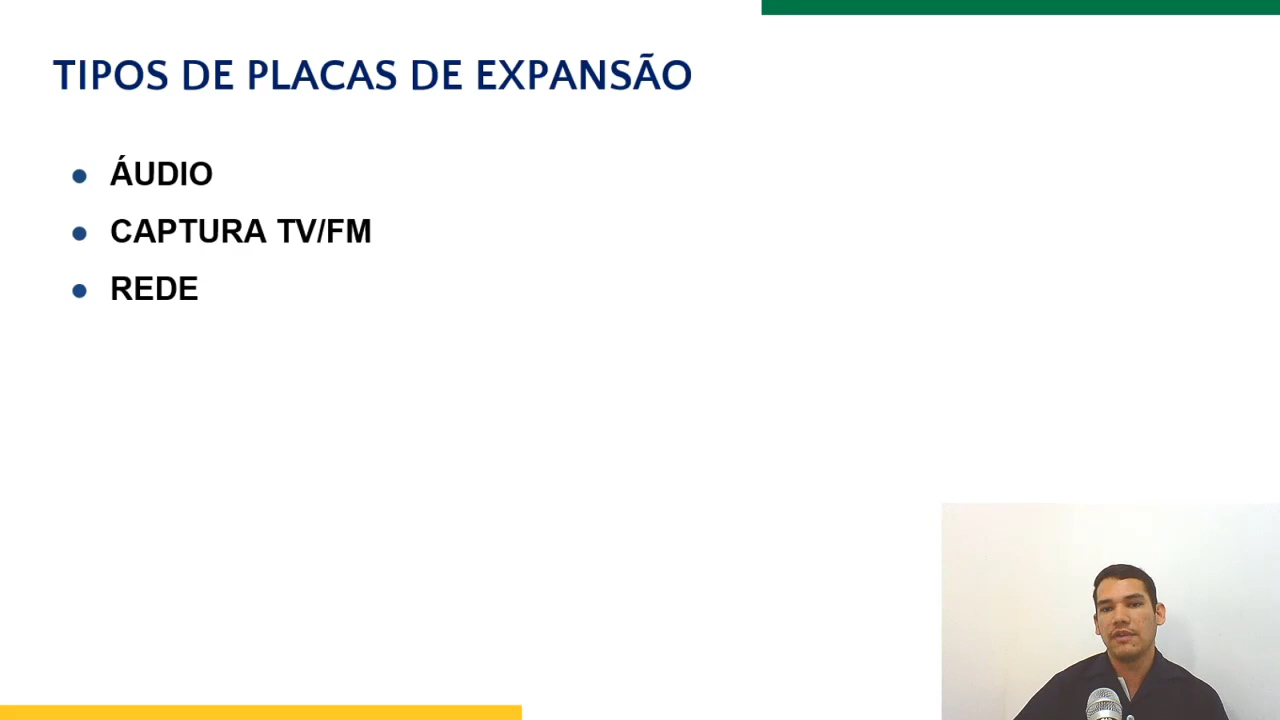 TIPOS DE PLACAS DE EXPANSÃO
● ÁUDIO
● CAPTURA TV/FM
● REDE